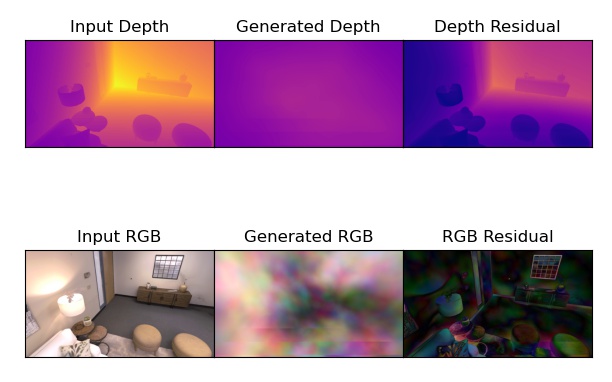 Input Depth
Generated Depth
Depth Residual
Input RGB
Generated RGB
RGB Residual